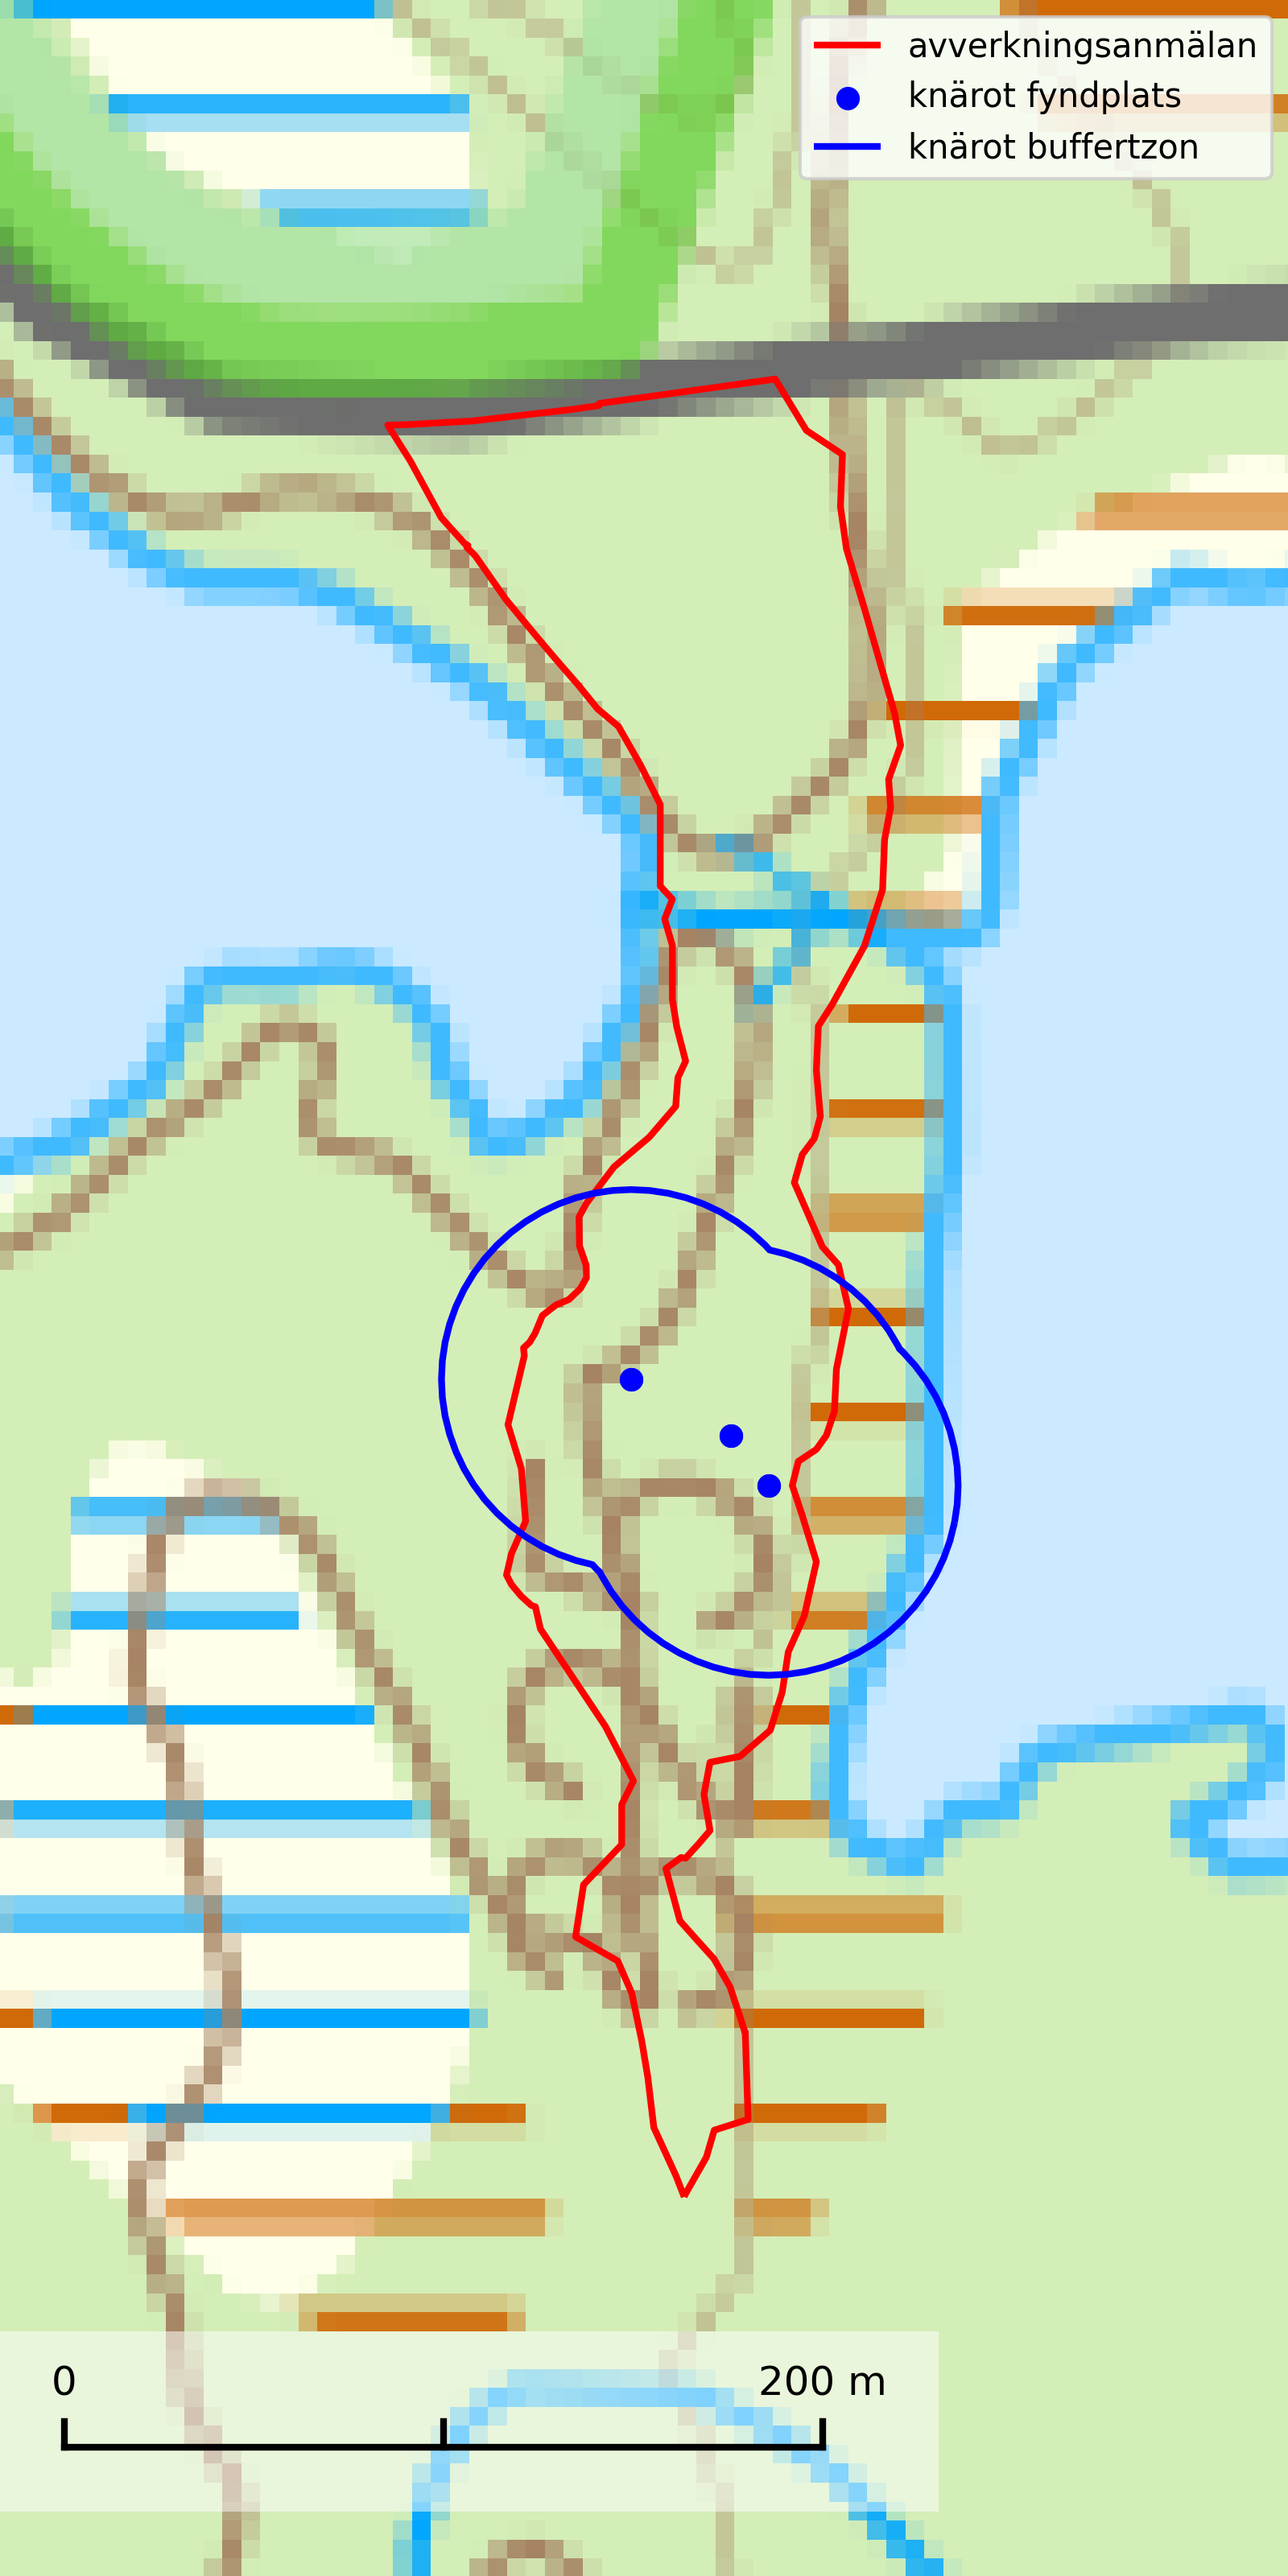 avverkningsanmälan
knärot fyndplats
knärot buffertzon
0 200 m